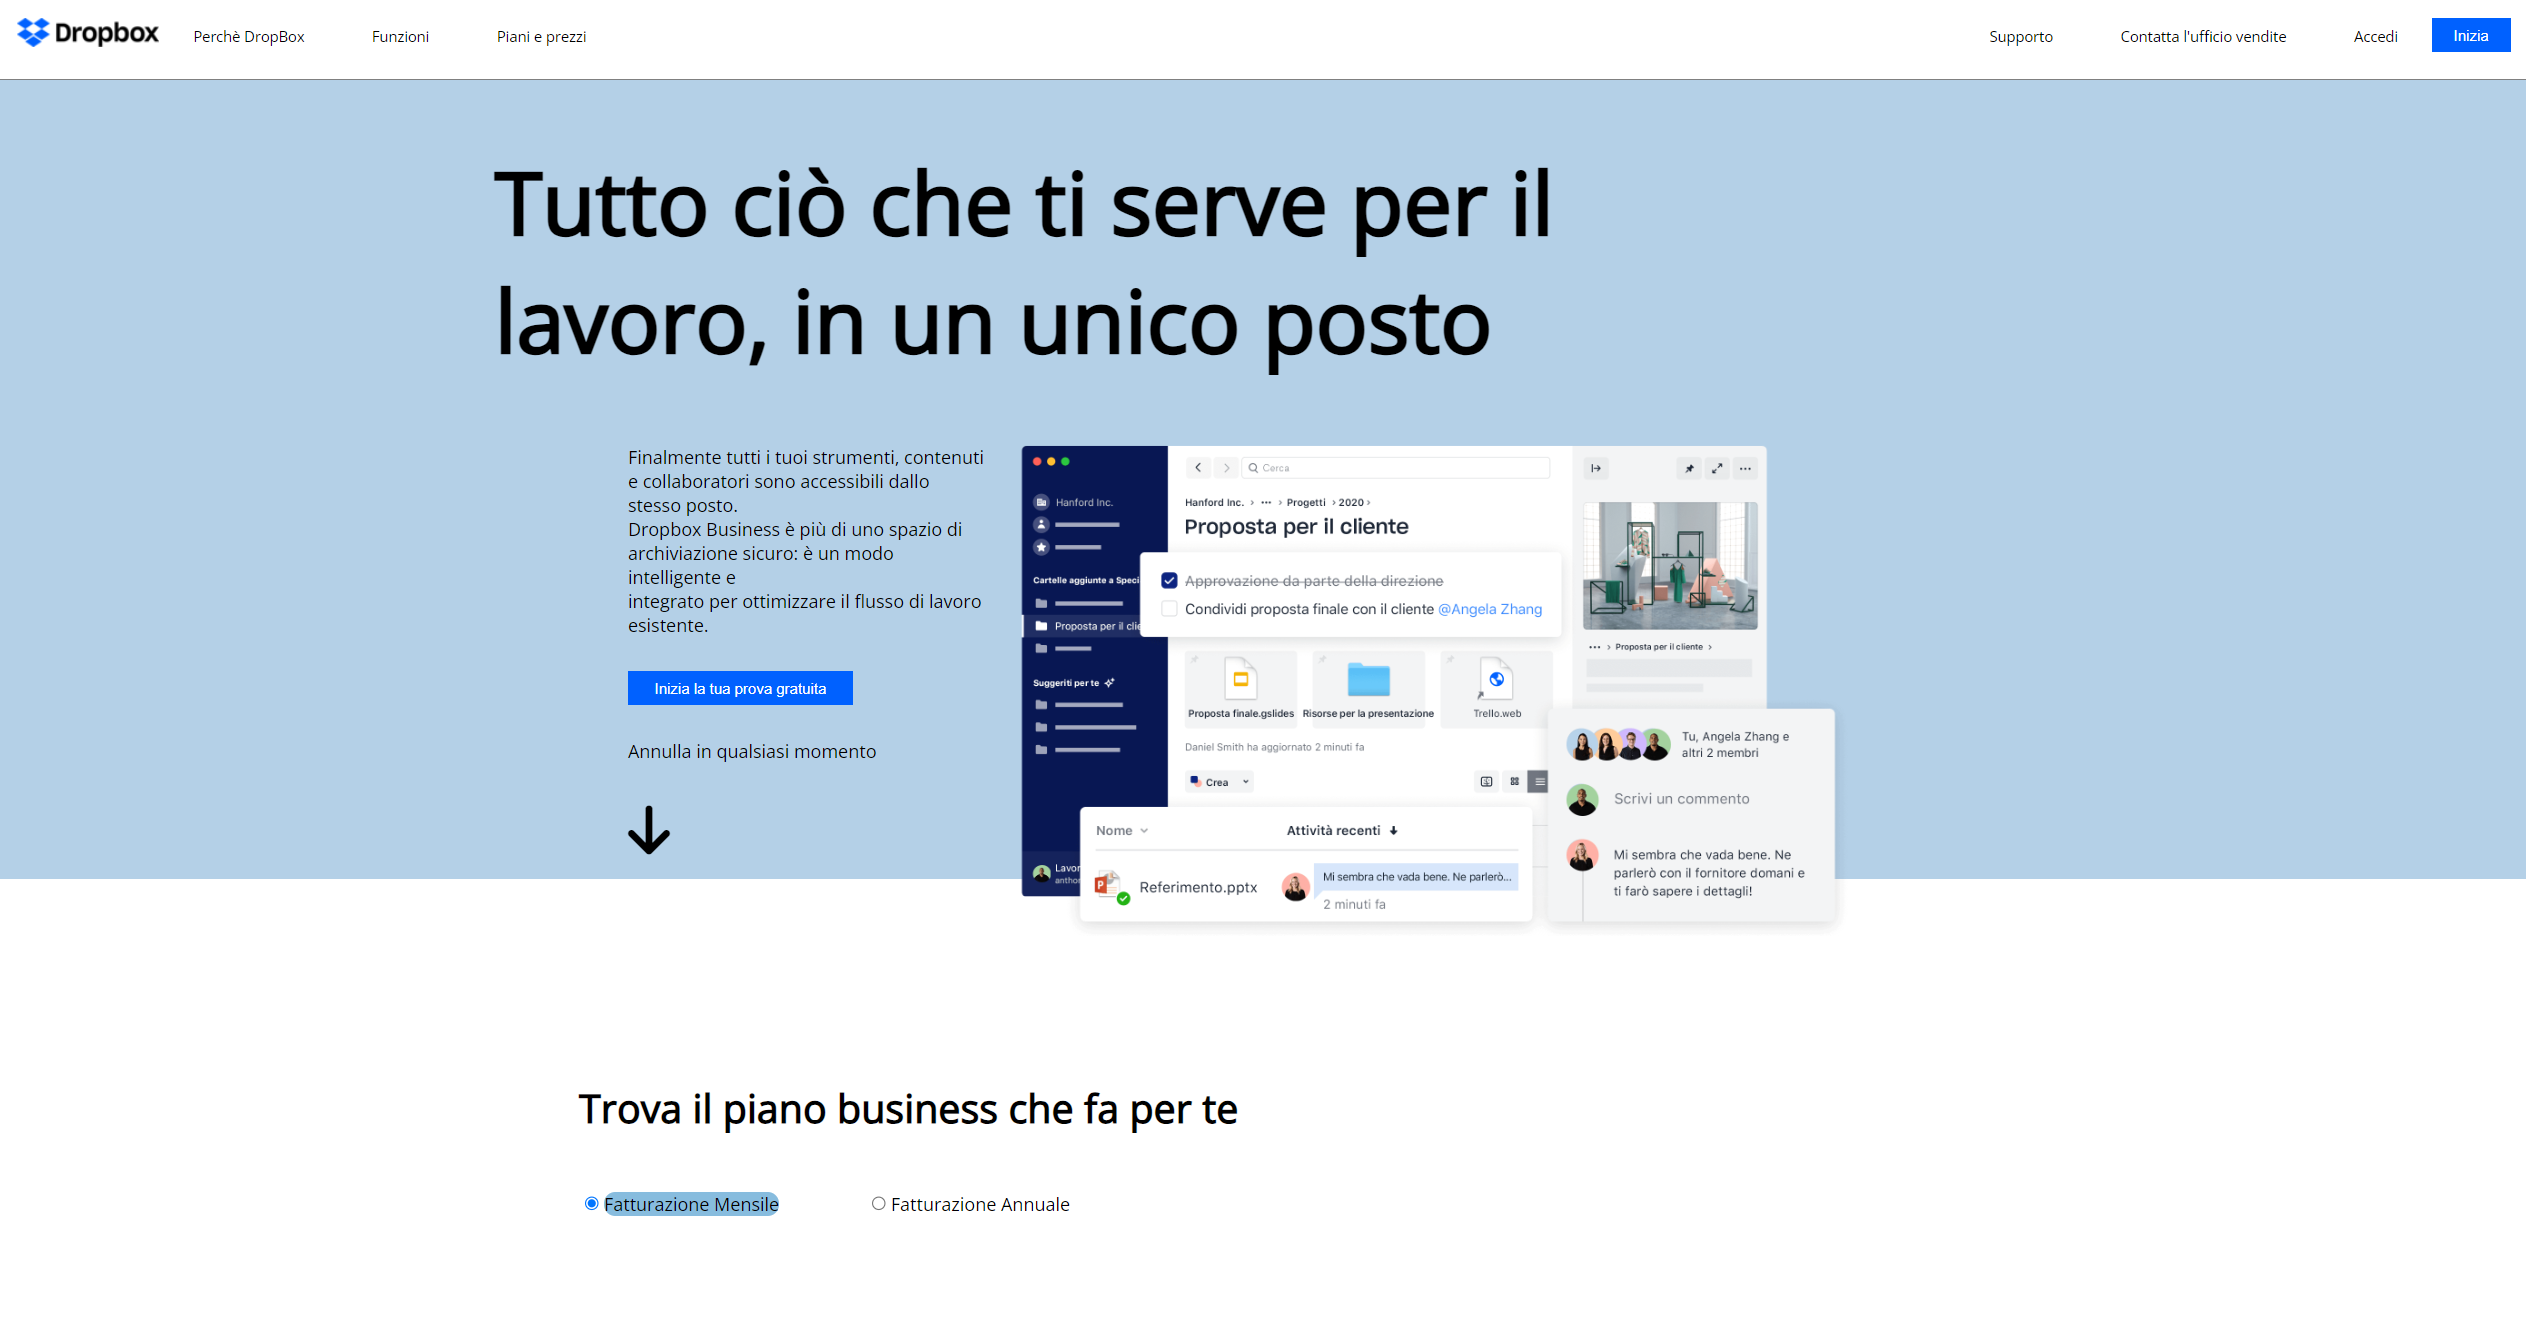 Dropbox
Perchè DropBox
Funzioni
Piani e prezzi
Supporto
Contatta l'ufficio vendite
Accedi
Inizia
Tutto ciò che ti serve per il
lavoro, in un unico posto
Finalmente tutti i tuoi strumenti, contenuti
e collaboratori sono accessibili dallo
stesso posto.
Dropbox Business è più di uno spazio di
archiviazione sicuro: è un modo
intelligente e
integrato per ottimizzare il flusso di lavoro
esistente.
Inizia la tua prova gratuita
Annulla in qualsiasi momento
Hanford Inc.
Cartelle aggiunte a Speci
Proposta per il clie
Suggeriti per te
Lavor
antho
Cerca
Hanford Inc. › ••• › Progetti › 2020 ›
Proposta per il cliente
Approvazione da parte della direzione
Condividi proposta finale con il cliente @Angela Zhang
Proposta finale.gslides
Risorse per la presentazione
Trello.web
Daniel Smith ha aggiornato 2 minuti fa
Crea
Nome
Attività recenti
Referimento.pptx
Mi sembra che vada bene. Ne parlerò...
2 minuti fa
••• › Proposta per il cliente ›
Tu, Angela Zhang e
altri 2 membri
Scrivi un commento
Mi sembra che vada bene. Ne
parlerò con il fornitore domani e
ti farò sapere i dettagli!
Trova il piano business che fa per te
Fatturazione Mensile
Fatturazione Annuale